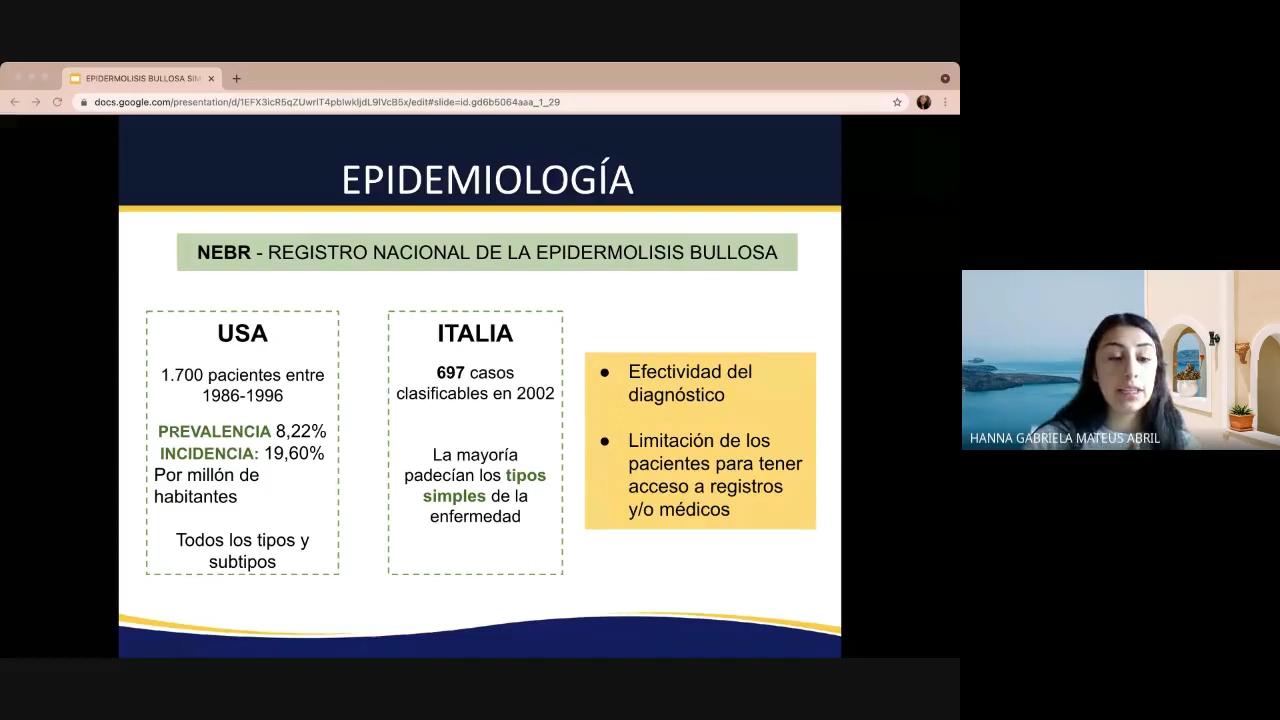 EPIDERMOLISIS BULLOSA SIM
docs.google.com/presentation/d/1EFX3icR5qZUwrlT4pblwkljdL9lVcB5x/edit#slide=id.gd6b5064aaa_1_29
EPIDEMIOLOGÍA
NEBR - REGISTRO NACIONAL DE LA EPIDERMOLISIS BULLOSA
USA
1.700 pacientes entre
1986-1996
PREVALENCIA 8,22%
INCIDENCIA: 19,60%
Por millón de
habitantes
Todos los tipos y
subtipos
ITALIA
697 casos
clasificables en 2002
La mayoría
padecían los tipos
simples de la
enfermedad
● Efectividad del
diagnóstico
● Limitación de los
pacientes para tener
acceso a registros
y/o médicos
HANNA GABRIELA MATEUS ABRIL